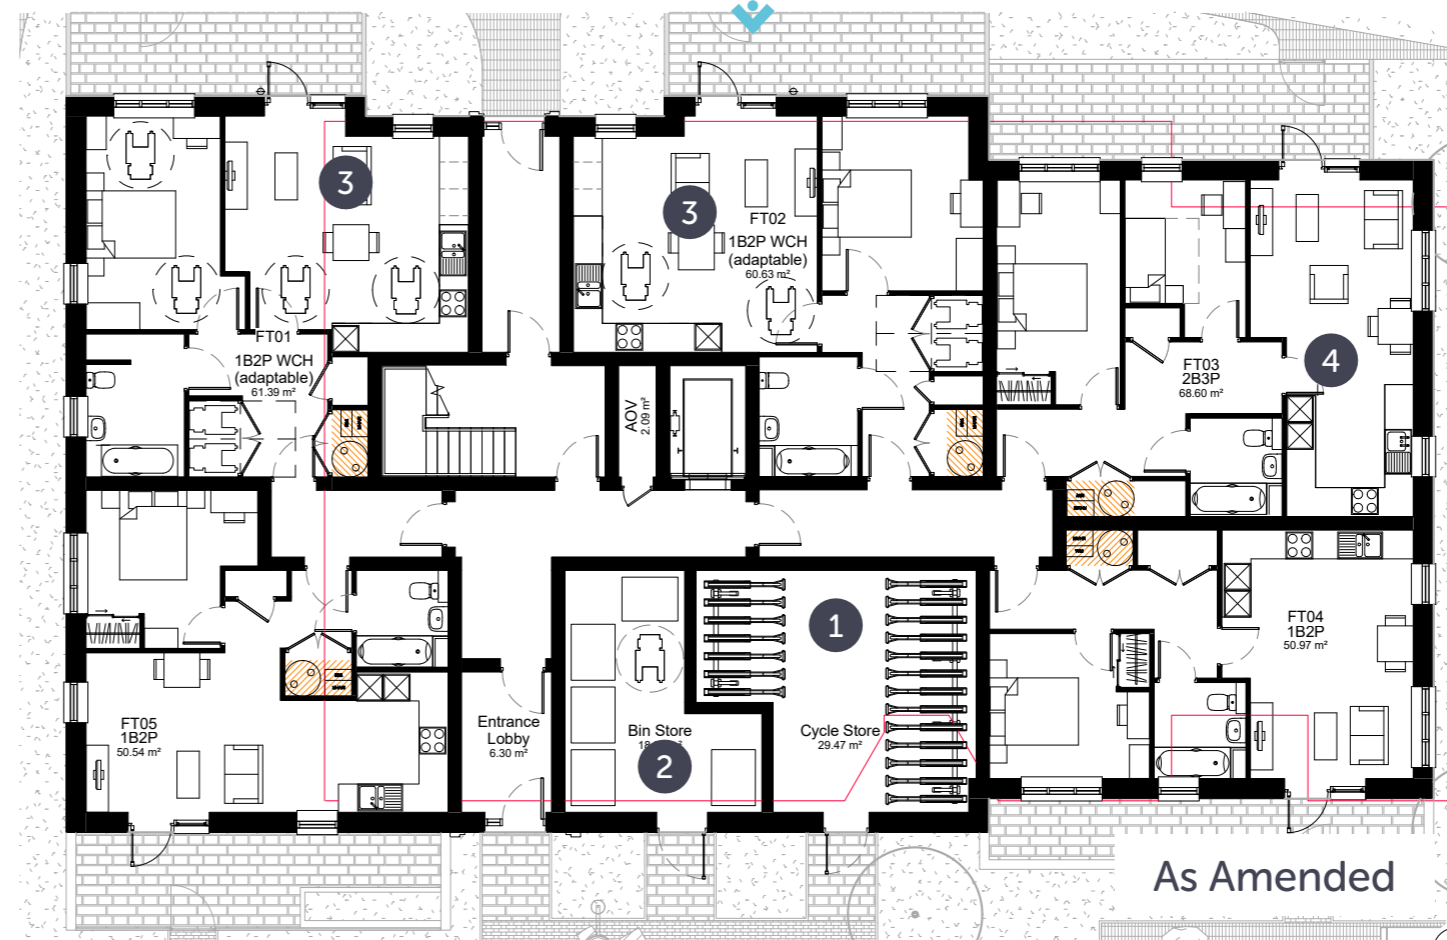 3
3
FT02
1B2P WCH
(adaptable)
60.63 m²
FT01
1B2P WCH
(adaptable)
61.39 m²
FT03
2B3P
68.60 m²
4
AOV
2.09 m²
1
FT04
1B2P
50.97 m²
FT05
1B2P
50.54 m²
Entrance
Lobby
6.30 m²
Bin Store
2
Cycle Store
29.47 m²
As Amended